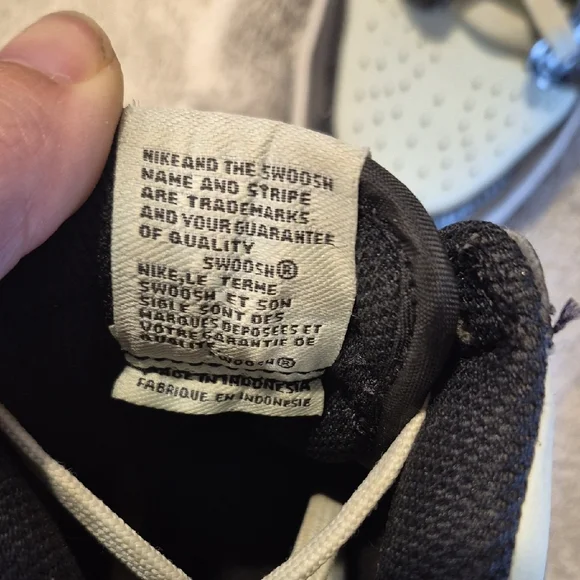 NIKE AND THE SWOOSH
NAME AND STRIPE
ARE TRADEMARKS
AND YOUR GUARANTEE
OF QUALITY
SWOOSH®
NIKE, LE TERME
SWOOSH ET SON
SIGLE SONT DES
MARQUES DEPOSEES ET
VOTRE GARANTIE DE
QUALITY SWOOSH®
MADE IN INDONESIA
FABRIQUE EN INDONESIE